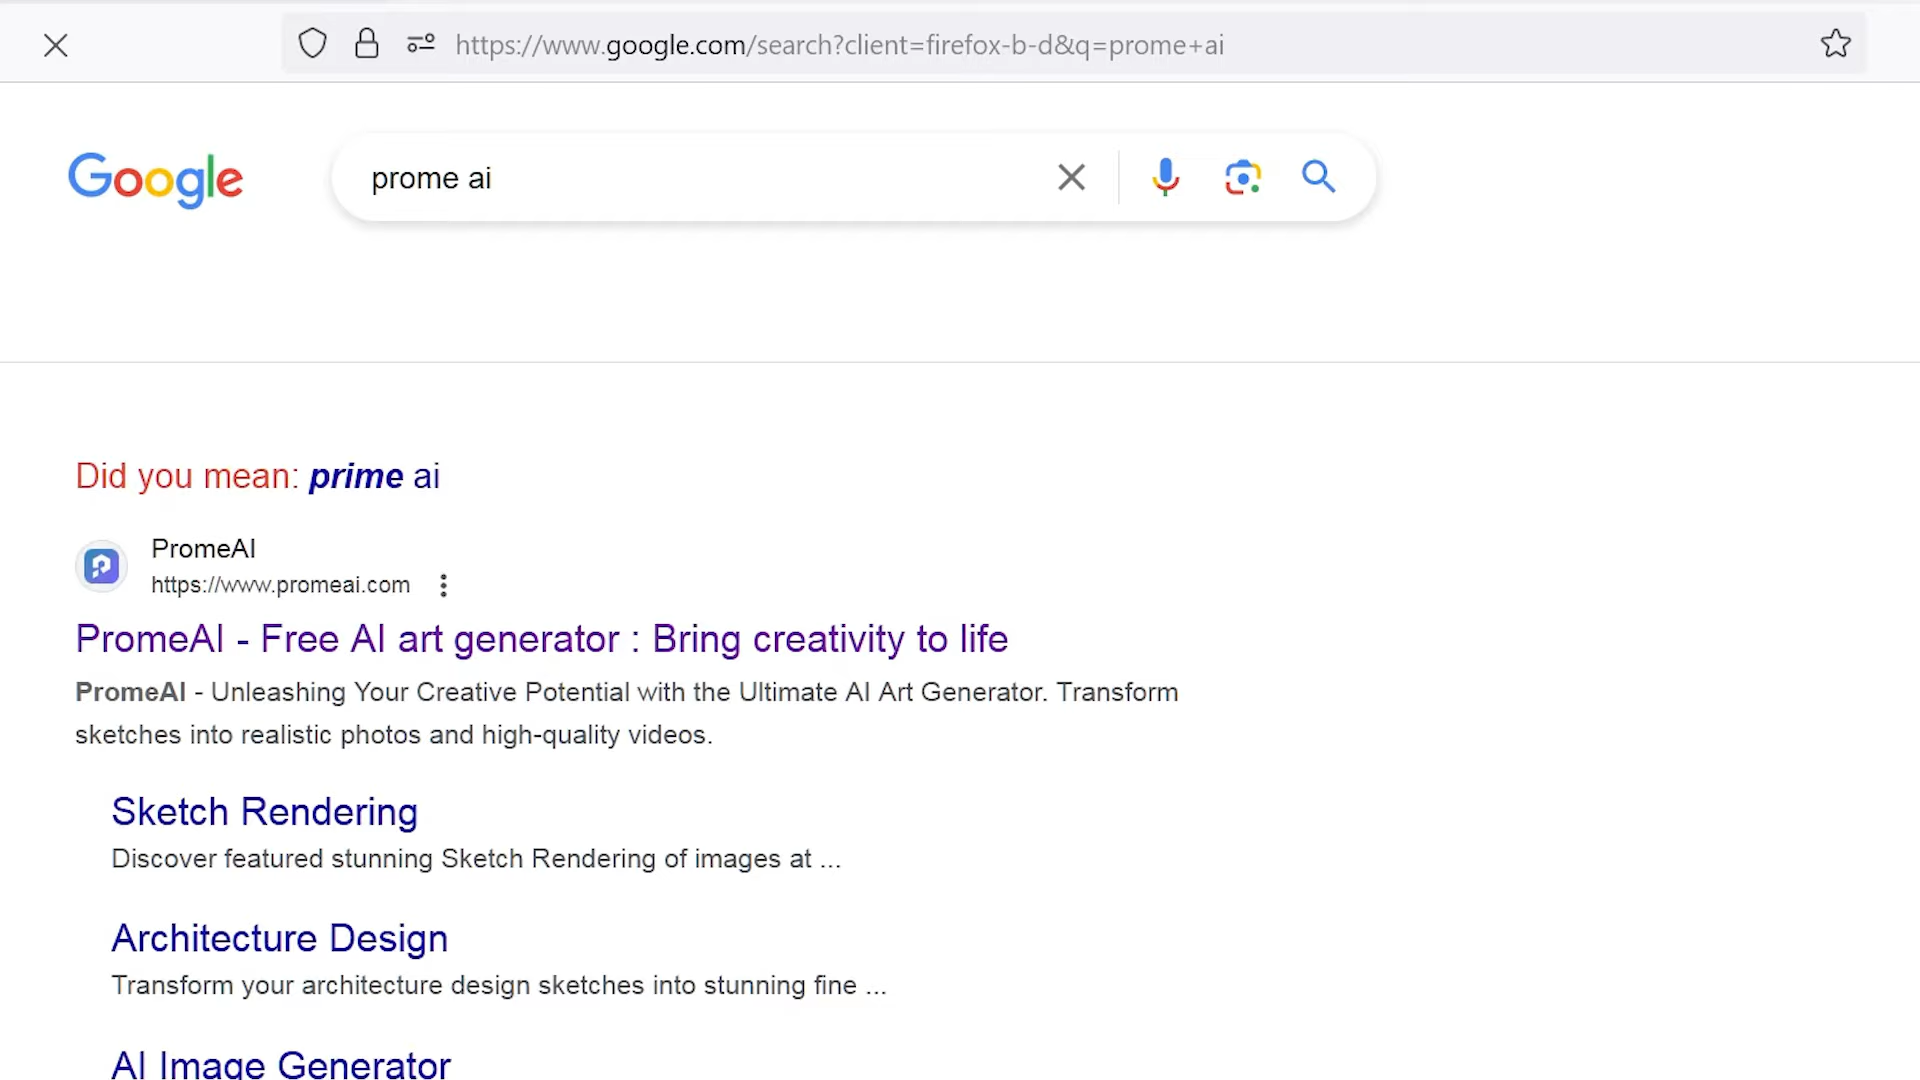 https://www.google.com/search?client=firefox-b-d&q=prome+ai
Google
prome ai
Did you mean: prime ai
PromeAI
https://www.promeai.com
PromeAI - Free AI art generator : Bring creativity to life
PromeAI - Unleashing Your Creative Potential with the Ultimate AI Art Generator. Transform
sketches into realistic photos and high-quality videos.
Sketch Rendering
Discover featured stunning Sketch Rendering of images at ...
Architecture Design
Transform your architecture design sketches into stunning fine ...
AI Image Generator